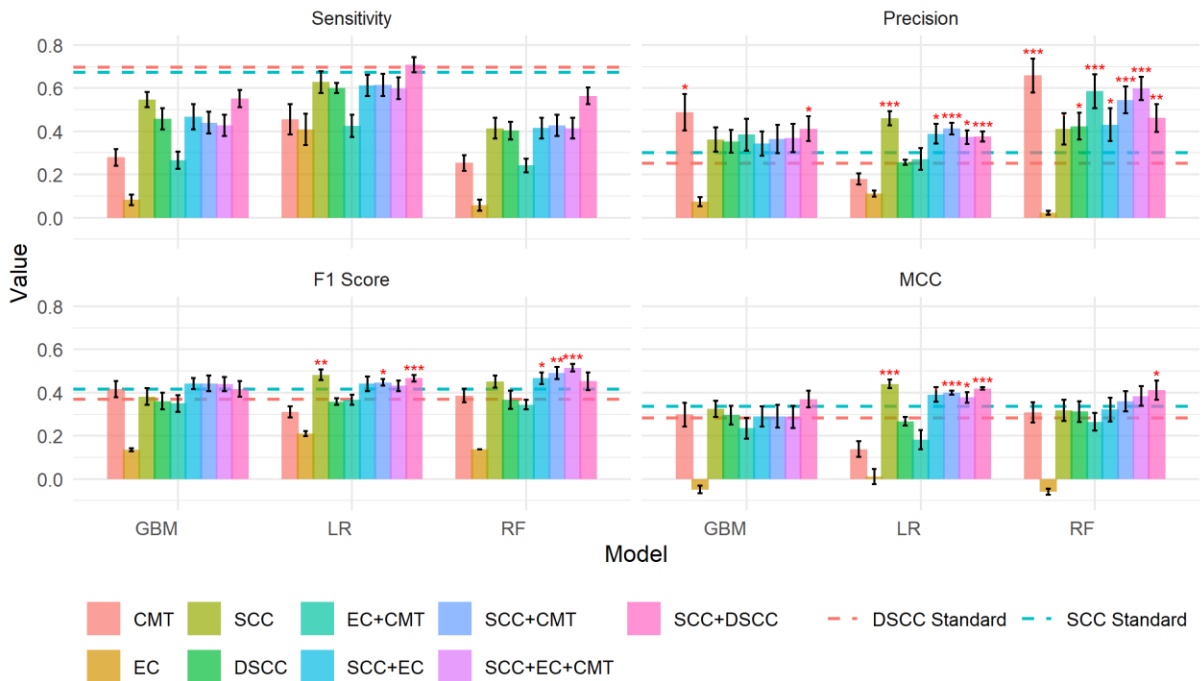 Sensitivity
Precision
0.8
0.6
0.4
0.2
0.0
*
*
***
* *** * ***
***
* *** * *** *** **
F1 Score
MCC
0.8
0.6
0.4
0.2
0.0
** * ***
* ** ***
*** *** * ***
*
Value
GBM LR RF
GBM LR RF
Model
CMT SCC EC+CMT SCC+CMT SCC+DSCC DSCC Standard SCC Standard
EC DSCC SCC+EC SCC+EC+CMT